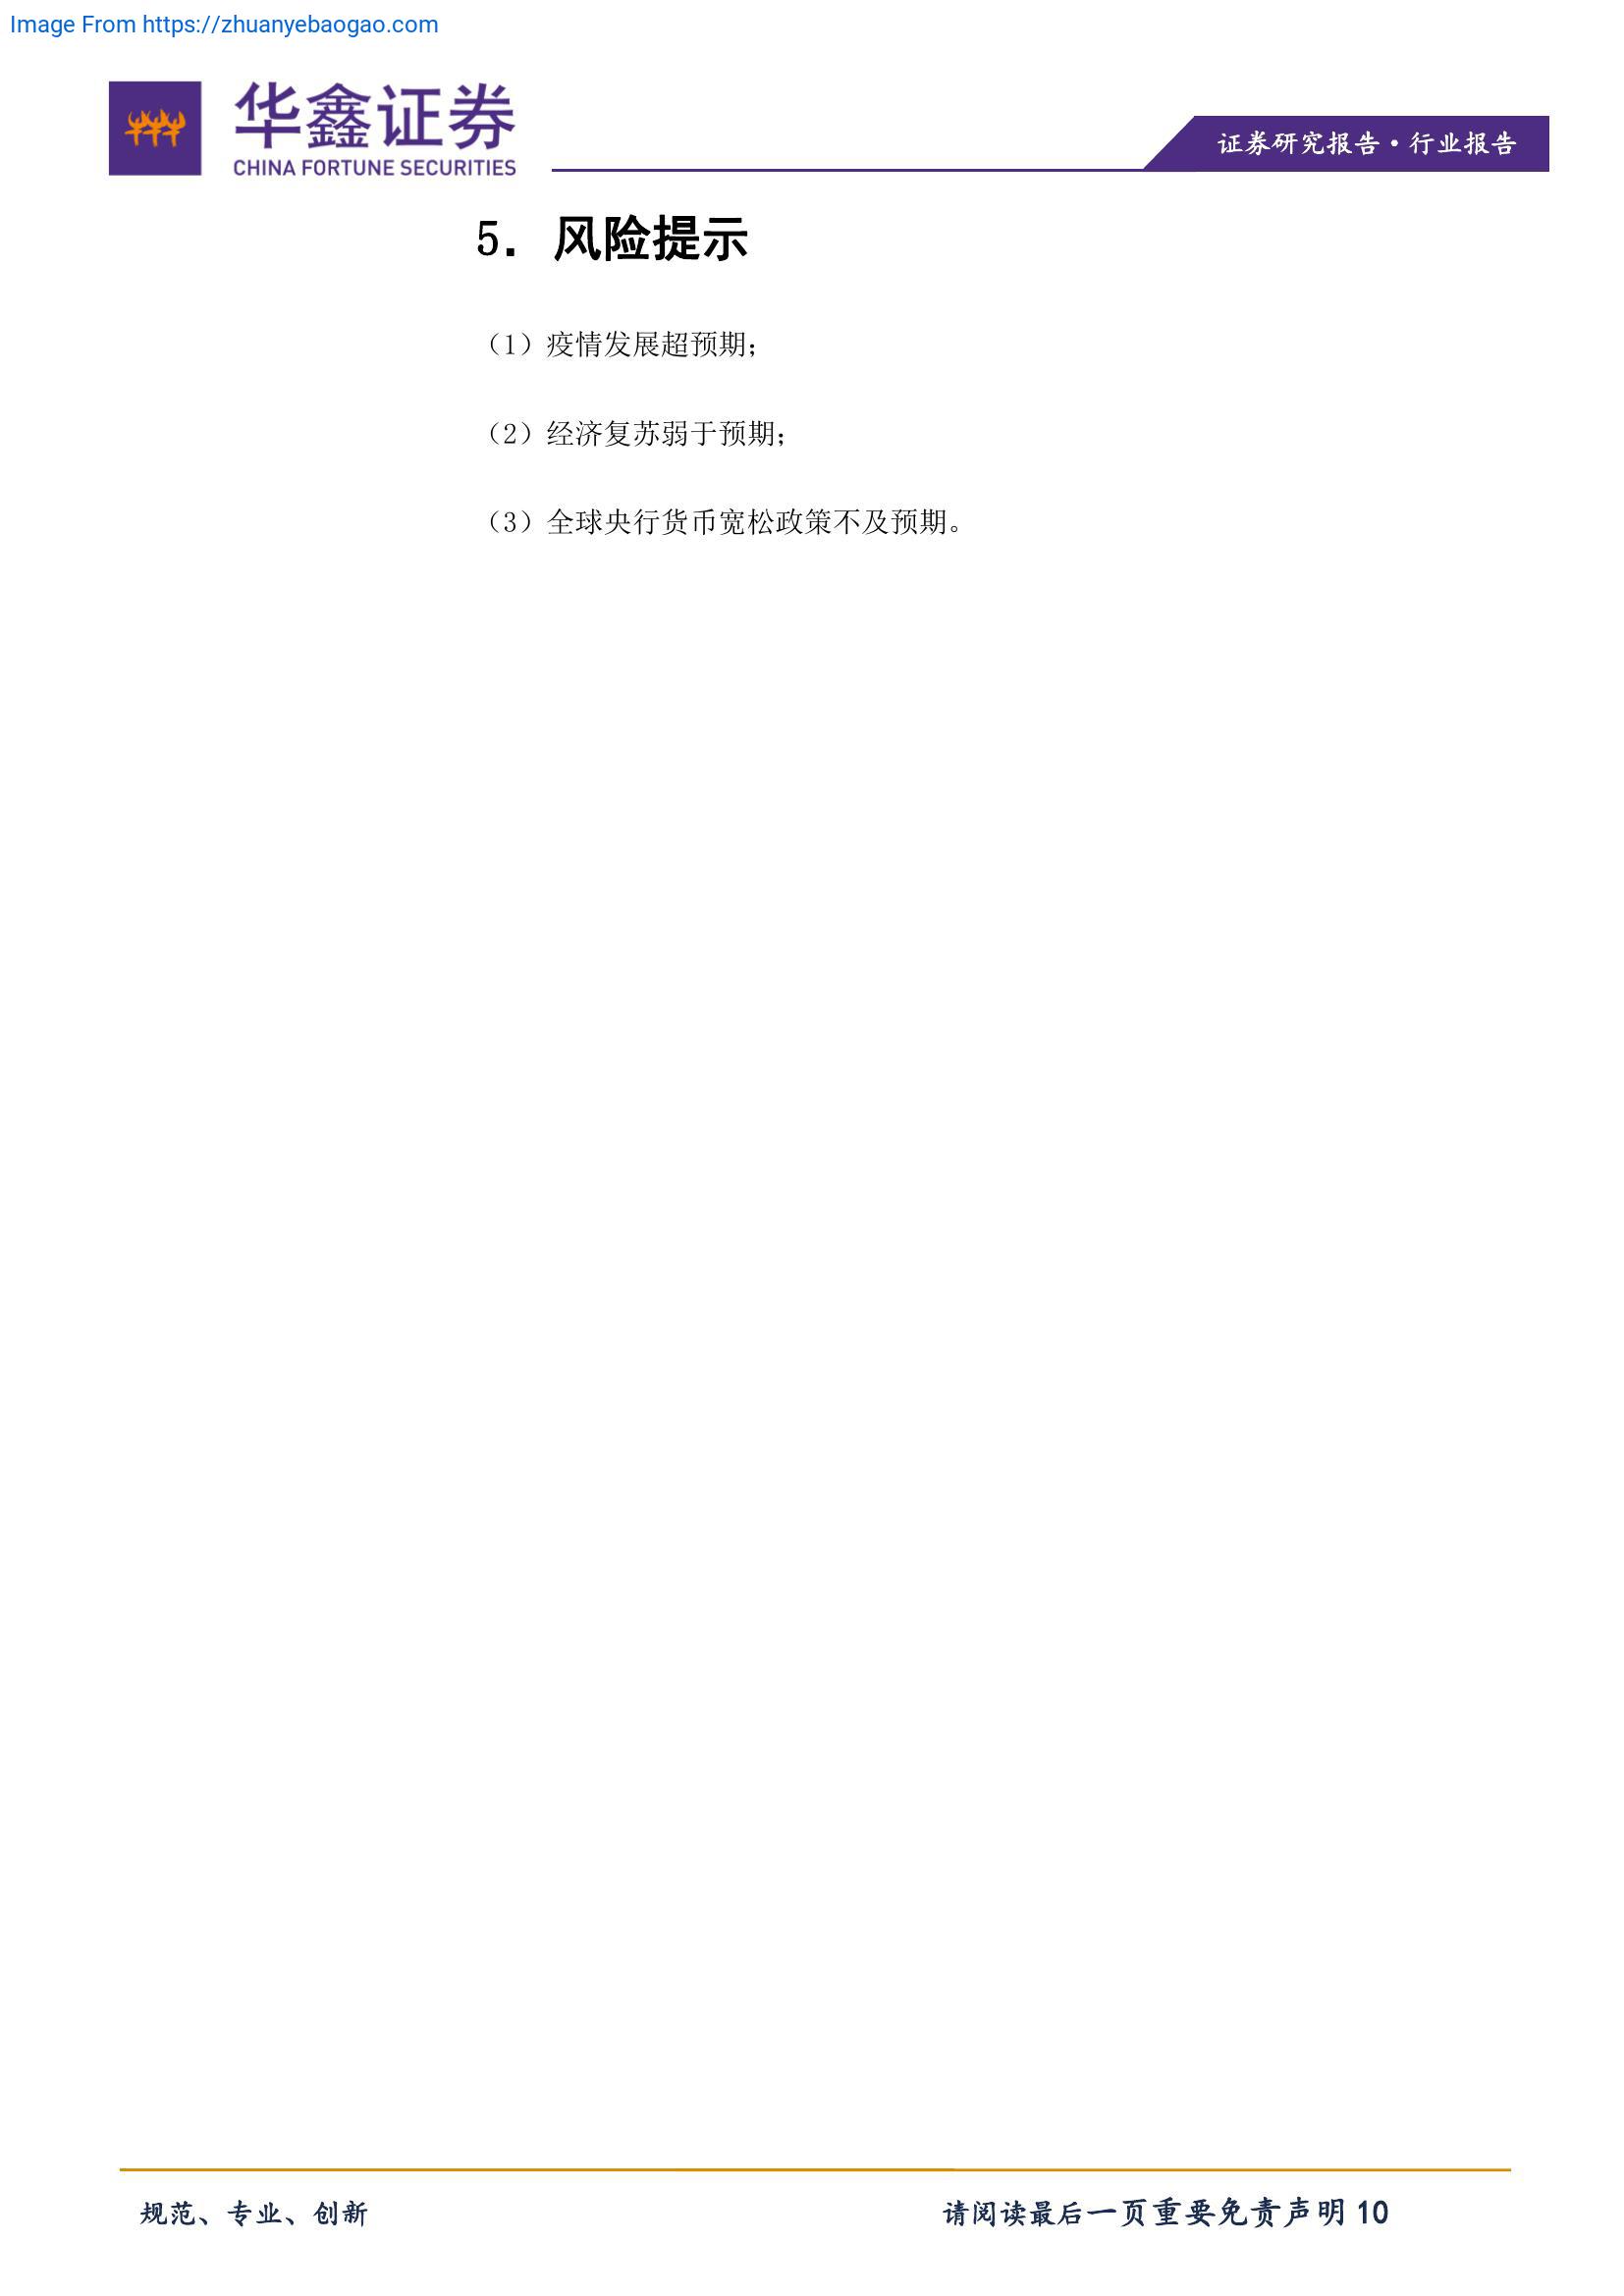 Image From https://zhuanyebaogao.com
华鑫证券
CHINA FORTUNE SECURITIES
证券研究报告·行业报告
5. 风险提示
（1）疫情发展超预期；
（2）经济复苏弱于预期；
（3）全球央行货币宽松政策不及预期。
规范、专业、创新
请阅读最后一页重要免责声明 10